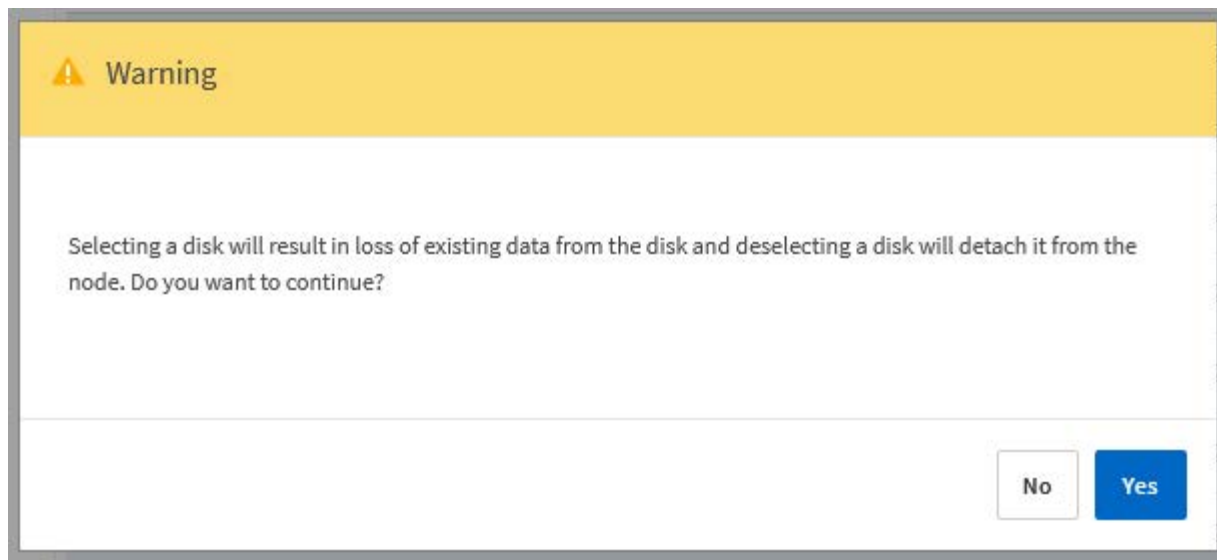 Warning
Selecting a disk will result in loss of existing data from the disk and deselecting a disk will detach it from the
node. Do you want to continue?
No
Yes